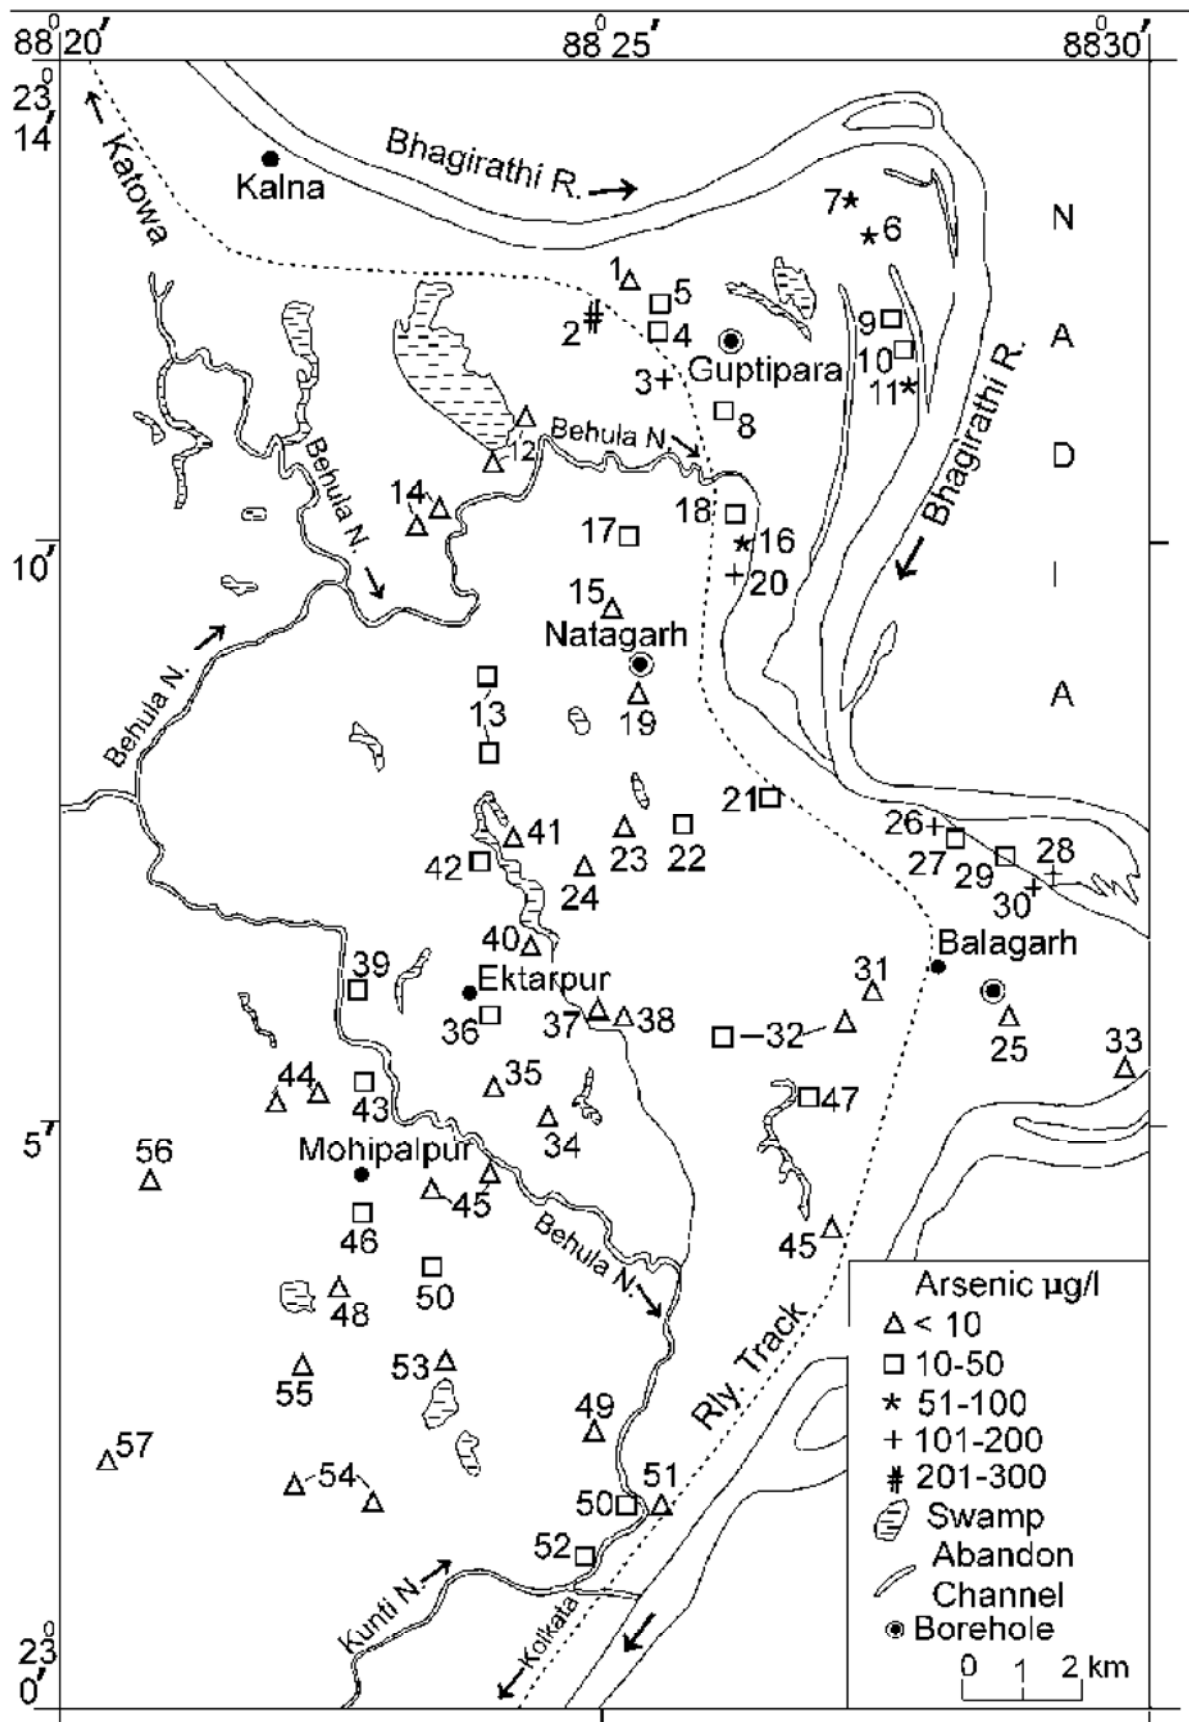 88°20′ 88°25′ 88°30′
23°
14′
Katowa
Kalna
Bhagirathi R.
N
A
D
I
A
7
6
1
5
2
4
9
Guptipara
10
3
11
Bhagirathi R.
8
Behula N.
12
Behula N.
14
18
17
16
10′
20
15
Natagarh
Behula N.
19
13
21
26
41
23
22
27
28
42
24
29
30
40
Balagarh
39
Ektarpur
31
36
37
38
32
25
33
35
44
43
47
34
5′
Mohipalpur
56
45
46
Behula N.
45
50
48
Rly. Track
53
55
49
57
54
51
50
52
Kunti N.
Kolkata
23°
0′
Arsenic µg/l
< 10
10-50
51-100
101-200
201-300
Swamp
Abandon
Channel
Borehole
0 1 2 km